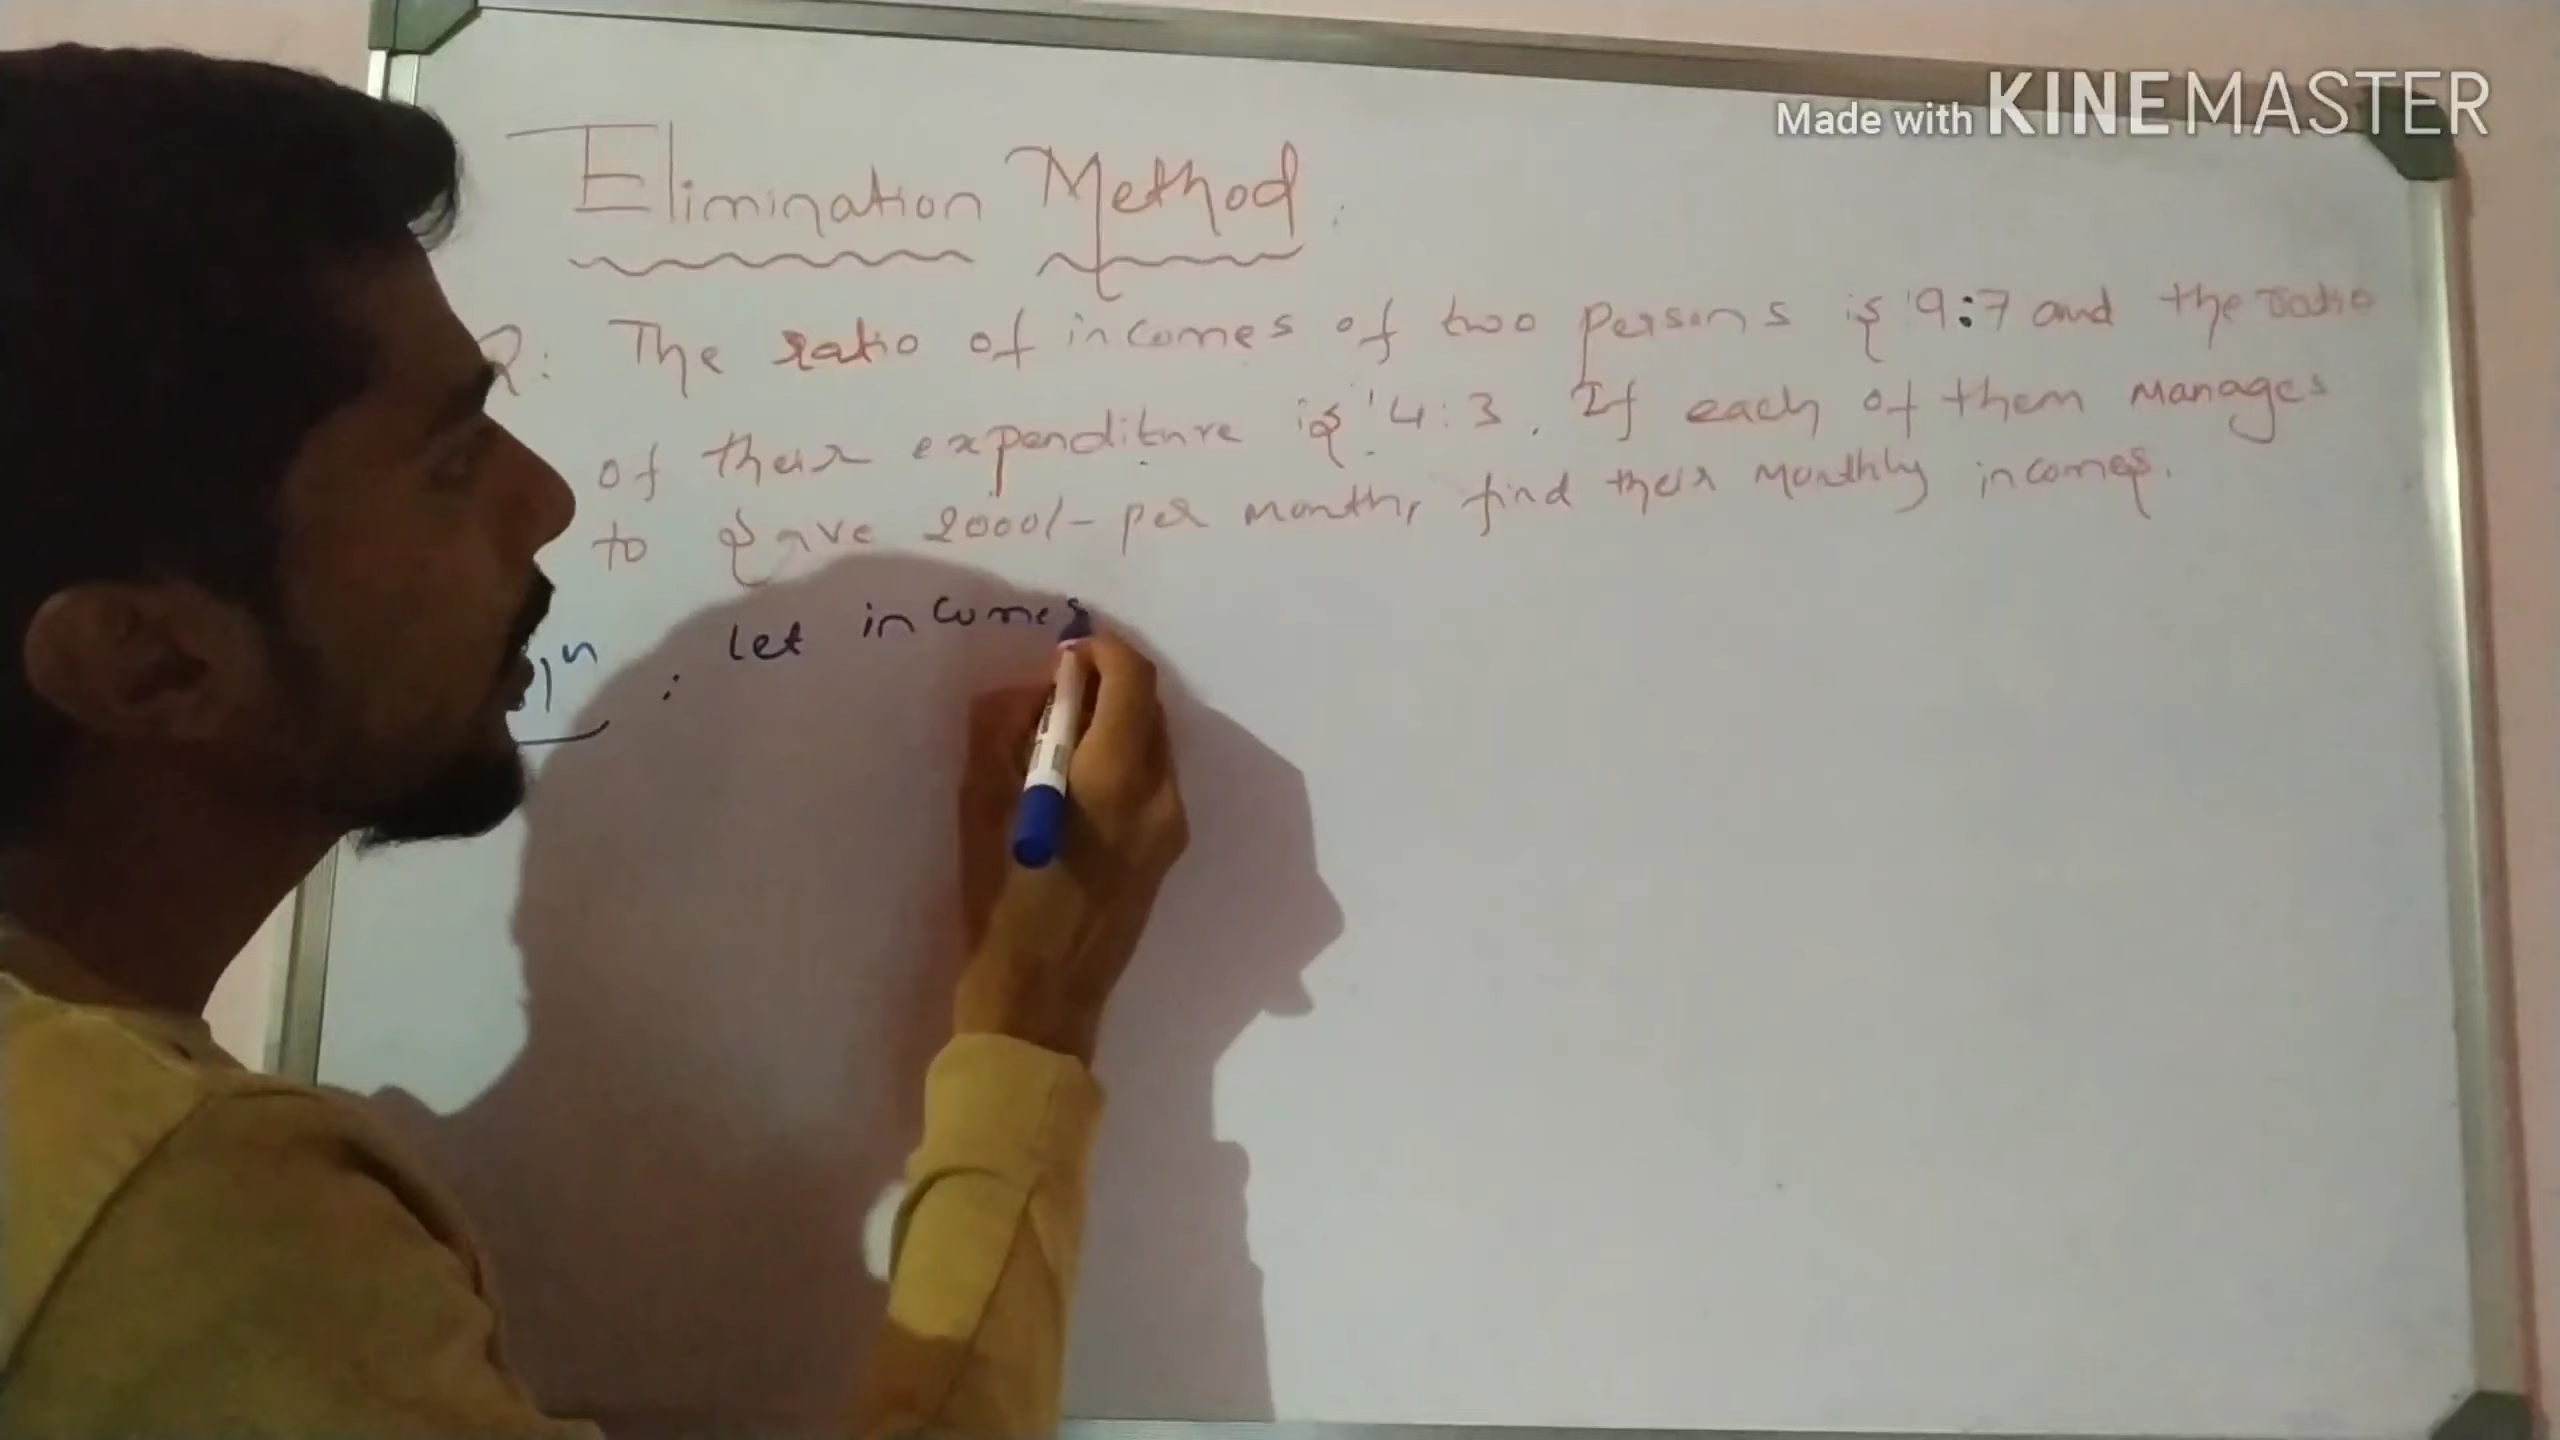 Made with KINEMASTER
Elimination Method
Q: The ratio of incomes of two persons is 9:7 and the ratio
of their expenditure is 4:3. If each of them manages
to save 2000/- per month, find their monthly incomes.
: let incomes